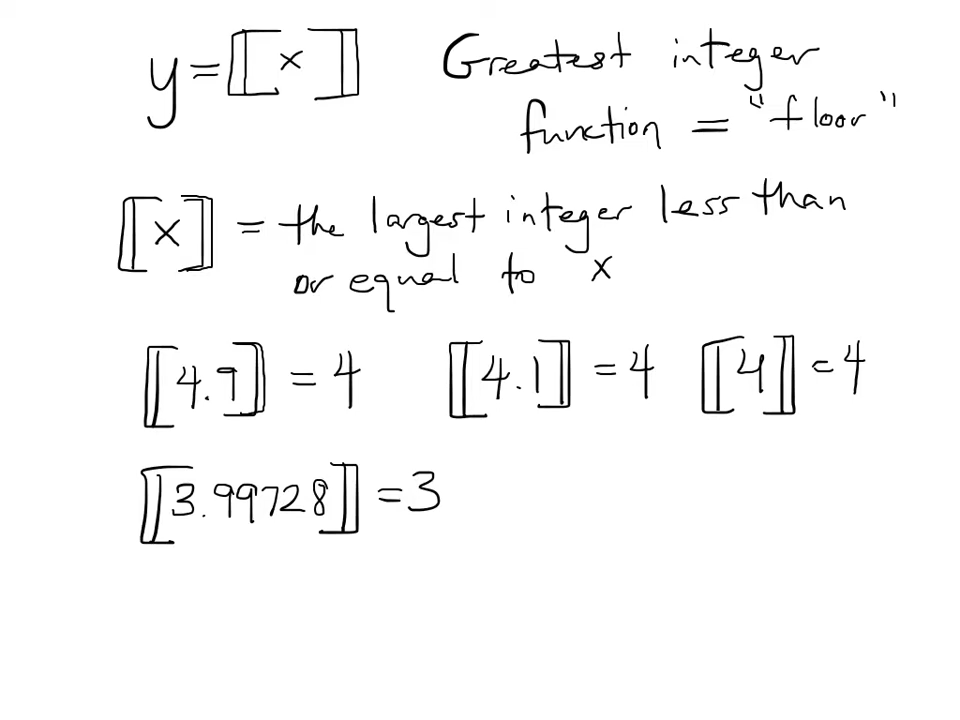 y = ⟦x⟧ Greatest integer
function = "floor"
⟦x⟧ = the largest integer less than
or equal to x
⟦4.9⟧ = 4 ⟦4.1⟧ = 4 ⟦4⟧ = 4
⟦3.99728⟧ = 3